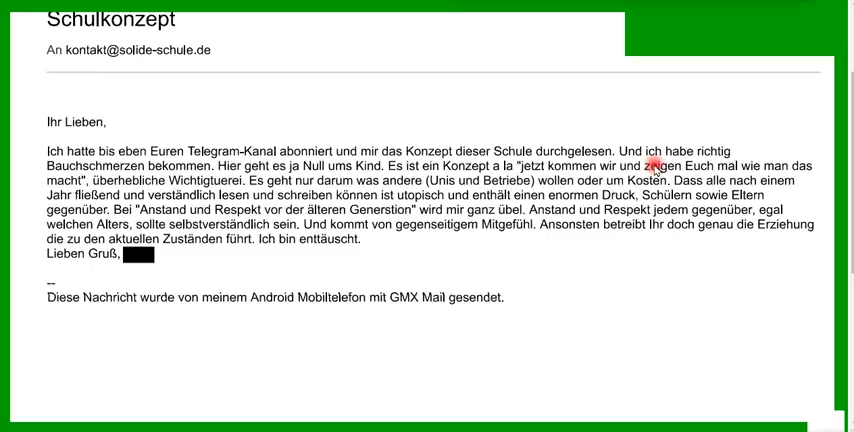 Schulkonzept
An kontakt@solide-schule.de
Ihr Lieben,
Ich hatte bis eben Euren Telegram-Kanal abonniert und mir das Konzept dieser Schule durchgelesen. Und ich habe richtig
Bauchschmerzen bekommen. Hier geht es ja Null ums Kind. Es ist ein Konzept a la "jetzt kommen wir und zeigen Euch mal wie man das
macht", überhebliche Wichtigtuerei. Es geht nur darum was andere (Unis und Betriebe) wollen oder um Kosten. Dass alle nach einem
Jahr fließend und verständlich lesen und schreiben können ist utopisch und enthält einen enormen Druck, Schülern sowie Eltern
gegenüber. Bei "Anstand und Respekt vor der älteren Generstion" wird mir ganz übel. Anstand und Respekt jedem gegenüber, egal
welchen Alters, sollte selbstverständlich sein. Und kommt von gegenseitigem Mitgefühl. Ansonsten betreibt Ihr doch genau die Erziehung
die zu den aktuellen Zuständen führt. Ich bin enttäuscht.
Lieben Gruß,
--
Diese Nachricht wurde von meinem Android Mobiltelefon mit GMX Mail gesendet.